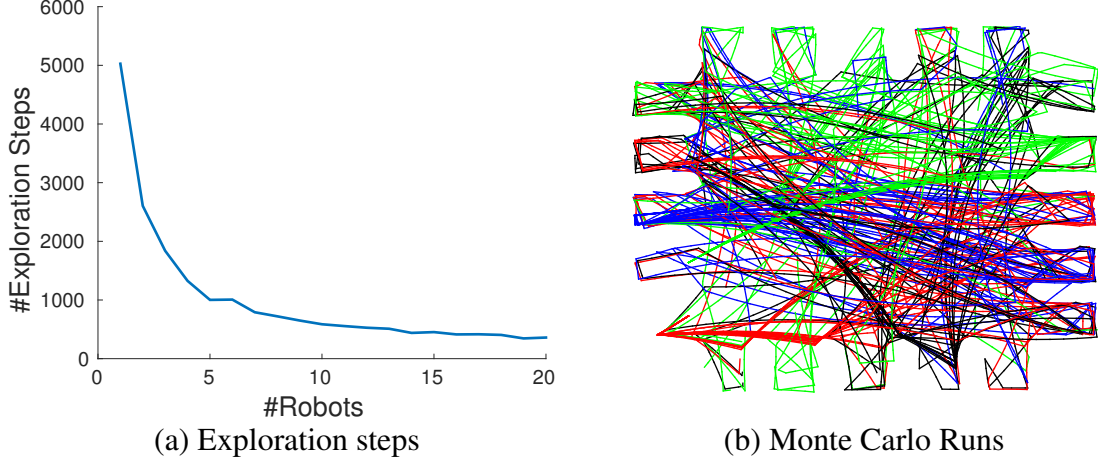 6000
5000
4000
3000
2000
1000
0
#Exploration Steps
0 5 10 15 20
#Robots
(a) Exploration steps
(b) Monte Carlo Runs